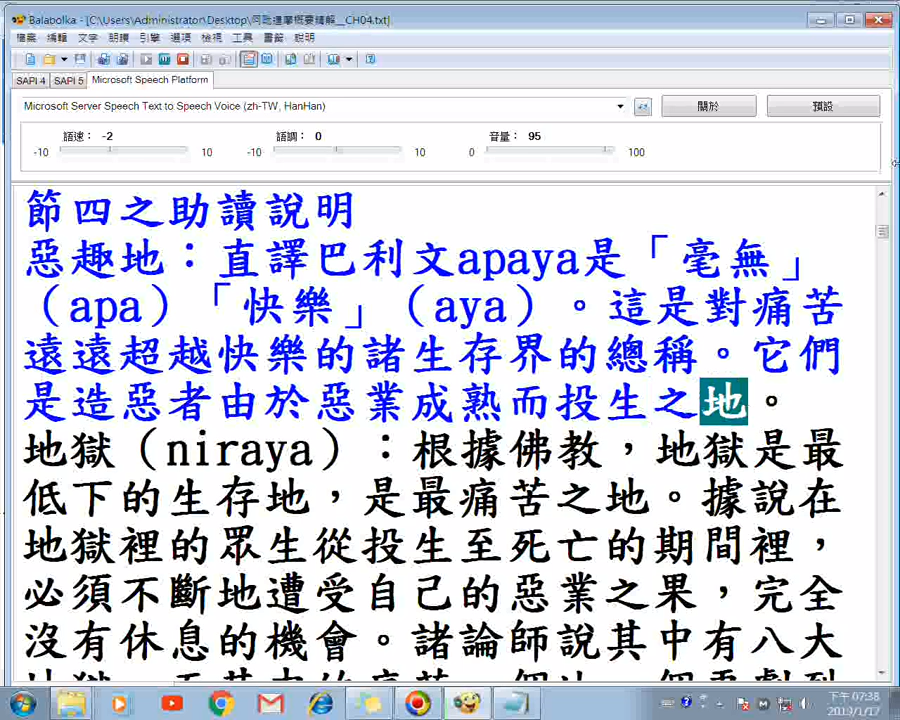 Balabolka - [C:\Users\Administrator\Desktop\阿毗達摩概要精解__CH04.txt]
檔案 編輯 文字 朗讀 引擎 選項 檢視 工具 書籤 說明
SAPI 4 SAPI 5 Microsoft Speech Platform
Microsoft Server Speech Text to Speech Voice (zh-TW, HanHan) 關於 預設
語速： -2 語調： 0 音量： 95
-10 10 -10 10 0 100
節四之助讀說明
惡趣地：直譯巴利文apaya是「毫無」
（apa）「快樂」（aya）。這是對痛苦
遠遠超越快樂的諸生存界的總稱。它們
是造惡者由於惡業成熟而投生之地。
地獄（niraya）：根據佛教，地獄是最
低下的生存地，是最痛苦之地。據說在
地獄裡的眾生從投生至死亡的期間裡，
必須不斷地遭受自己的惡業之果，完全
沒有休息的機會。諸論師說其中有八大
下午 07:38
2019/1/17